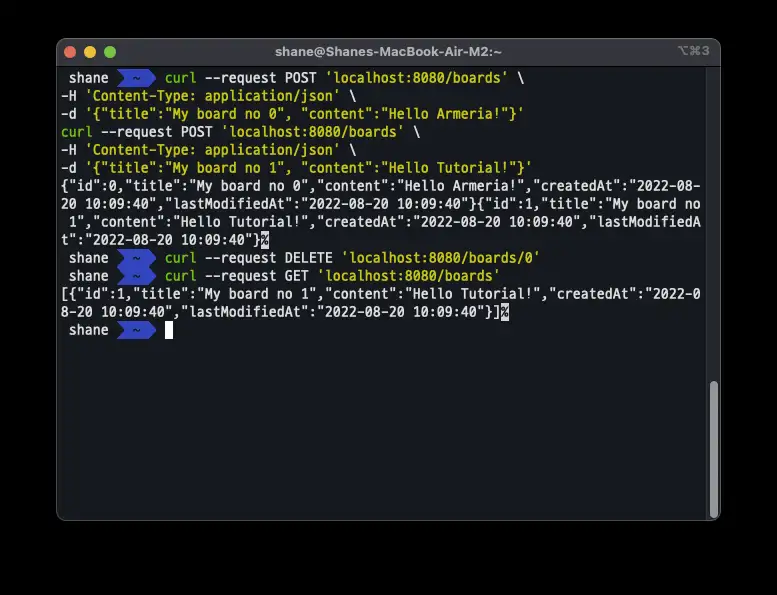 shane@Shanes-MacBook-Air-M2:~
⌥⌘3
shane ~ curl --request POST 'localhost:8080/boards' \
-H 'Content-Type: application/json' \
-d '{"title":"My board no 0", "content":"Hello Armeria!"}'
curl --request POST 'localhost:8080/boards' \
-H 'Content-Type: application/json' \
-d '{"title":"My board no 1", "content":"Hello Tutorial!"}'
{"id":0,"title":"My board no 0","content":"Hello Armeria!","createdAt":"2022-08-
20 10:09:40","lastModifiedAt":"2022-08-20 10:09:40"}{"id":1,"title":"My board no
 1","content":"Hello Tutorial!","createdAt":"2022-08-20 10:09:40","lastModifiedA
t":"2022-08-20 10:09:40"}%
shane ~ curl --request DELETE 'localhost:8080/boards/0'
shane ~ curl --request GET 'localhost:8080/boards'
[{"id":1,"title":"My board no 1","content":"Hello Tutorial!","createdAt":"2022-0
8-20 10:09:40","lastModifiedAt":"2022-08-20 10:09:40"}]%
shane ~